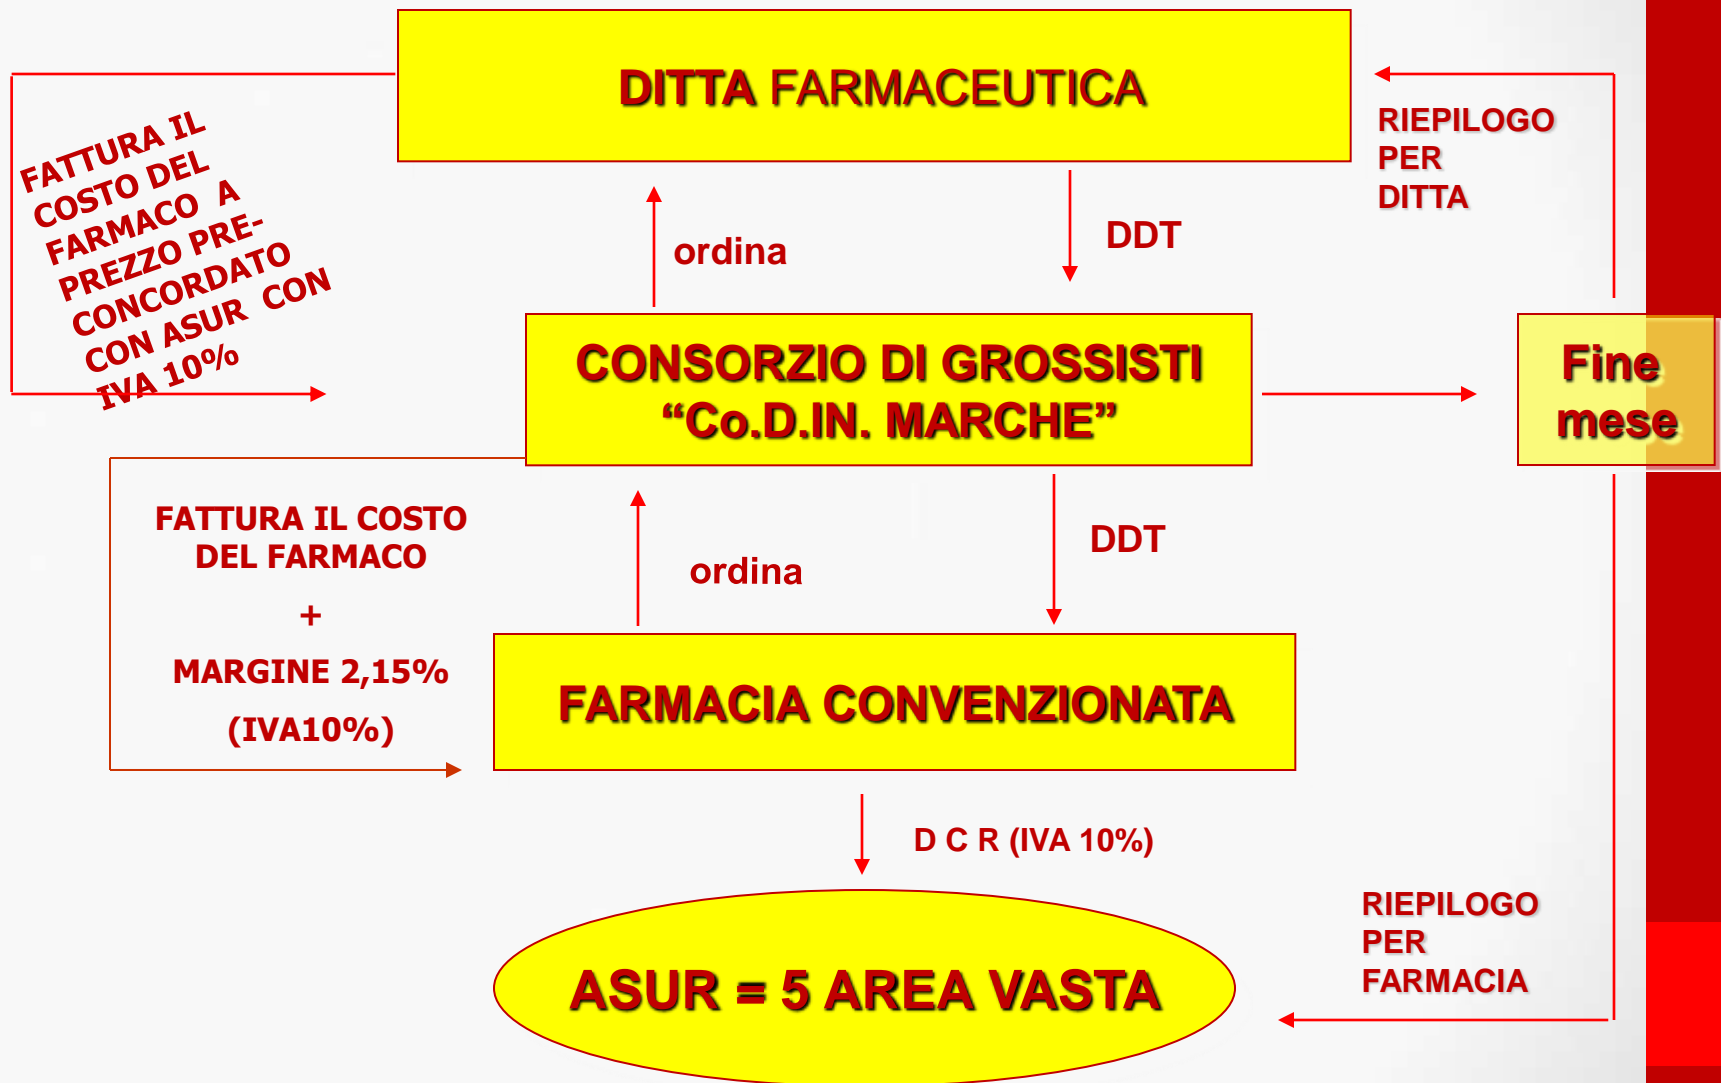 DITTA FARMACEUTICA
RIEPILOGO
PER
DITTA
FATTURA IL
COSTO DEL
FARMACO A
PREZZO PRE-
CONCORDATO
CON ASUR CON
IVA 10%
ordina
DDT
CONSORZIO DI GROSSISTI
“Co.D.IN. MARCHE”
Fine
mese
FATTURA IL COSTO
DEL FARMACO
+
MARGINE 2,15%
(IVA10%)
ordina
DDT
FARMACIA CONVENZIONATA
D C R (IVA 10%)
RIEPILOGO
PER
FARMACIA
ASUR = 5 AREA VASTA